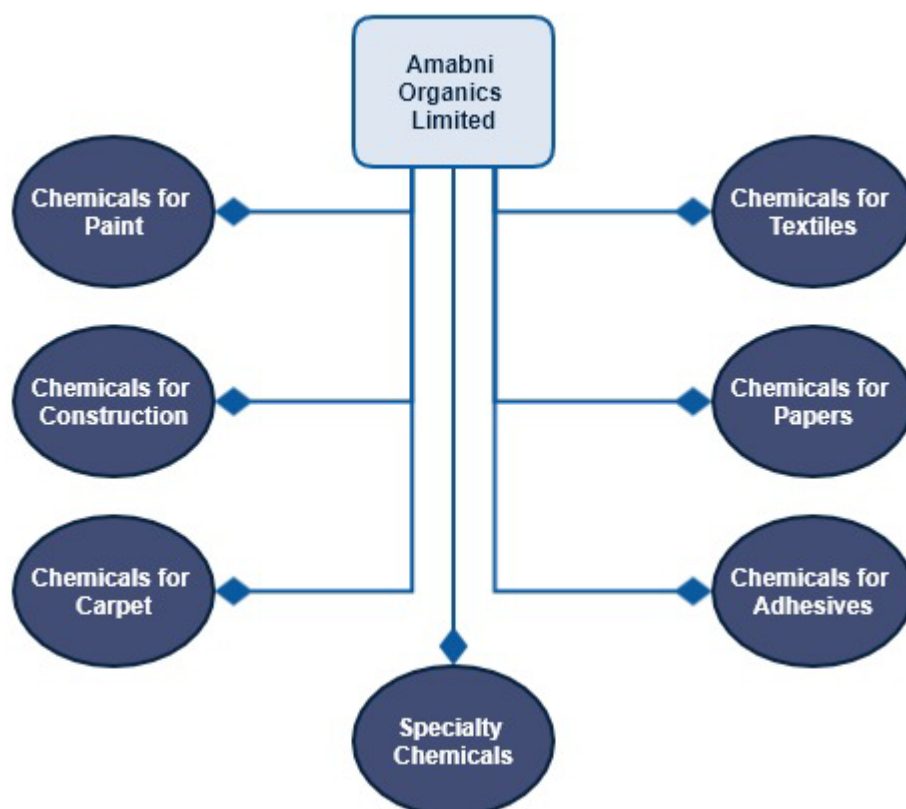 Amabni
Organics
Limited
Chemicals for
Paint
Chemicals for
Textiles
Chemicals for
Construction
Chemicals for
Papers
Chemicals for
Carpet
Chemicals for
Adhesives
Specialty
Chemicals